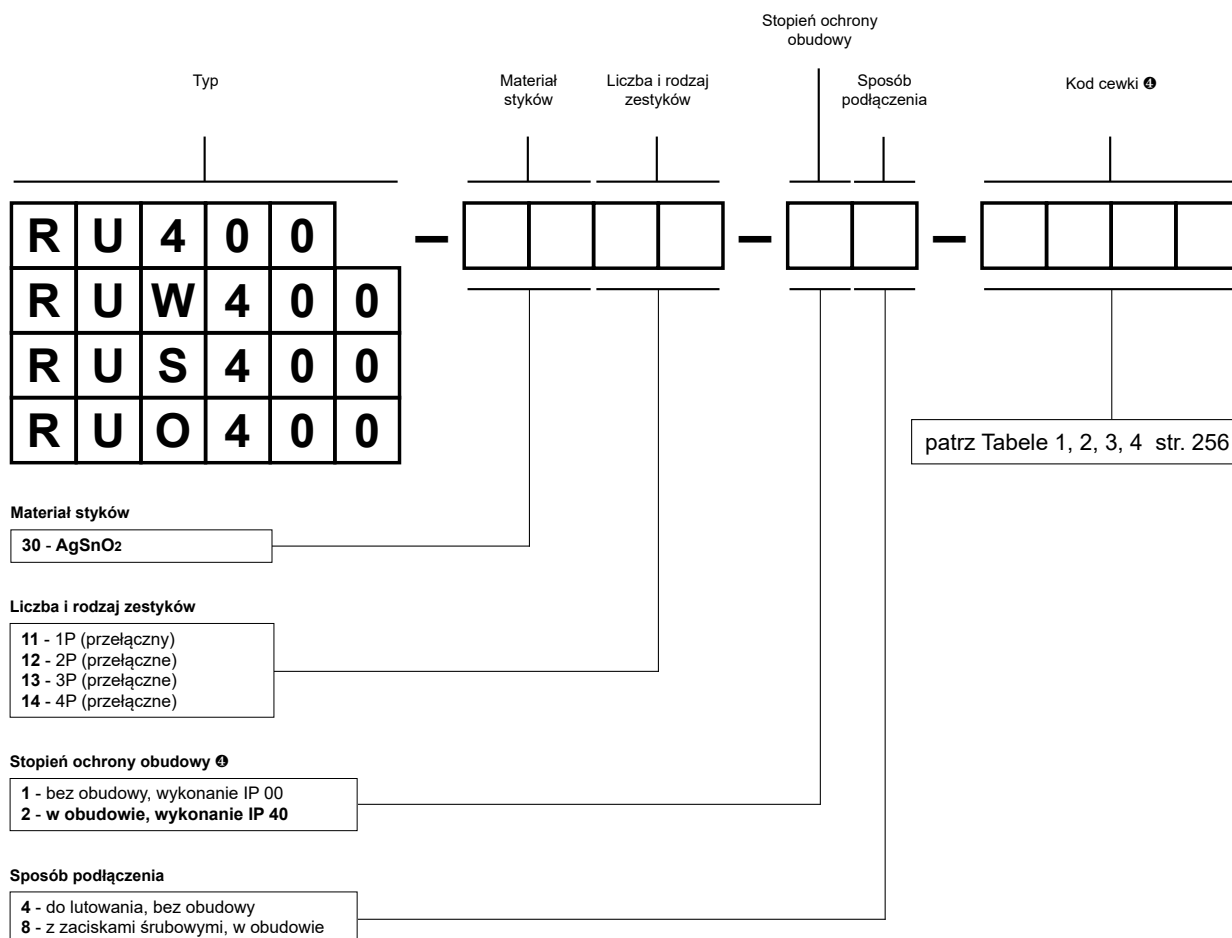 Stopień ochrony
obudowy
Typ
Materiał
styków
Liczba i rodzaj
zestyków
Sposób
podłączenia
Kod cewki ❹
R U 4 0 0 – – –
R U W 4 0 0
R U S 4 0 0
R U O 4 0 0
patrz Tabele 1, 2, 3, 4 str. 256
Materiał styków
30 - AgSnO2
Liczba i rodzaj zestyków
11 - 1P (przełączny)
12 - 2P (przełączne)
13 - 3P (przełączne)
14 - 4P (przełączne)
Stopień ochrony obudowy ❹
1 - bez obudowy, wykonanie IP 00
2 - w obudowie, wykonanie IP 40
Sposób podłączenia
4 - do lutowania, bez obudowy
8 - z zaciskami śrubowymi, w obudowie